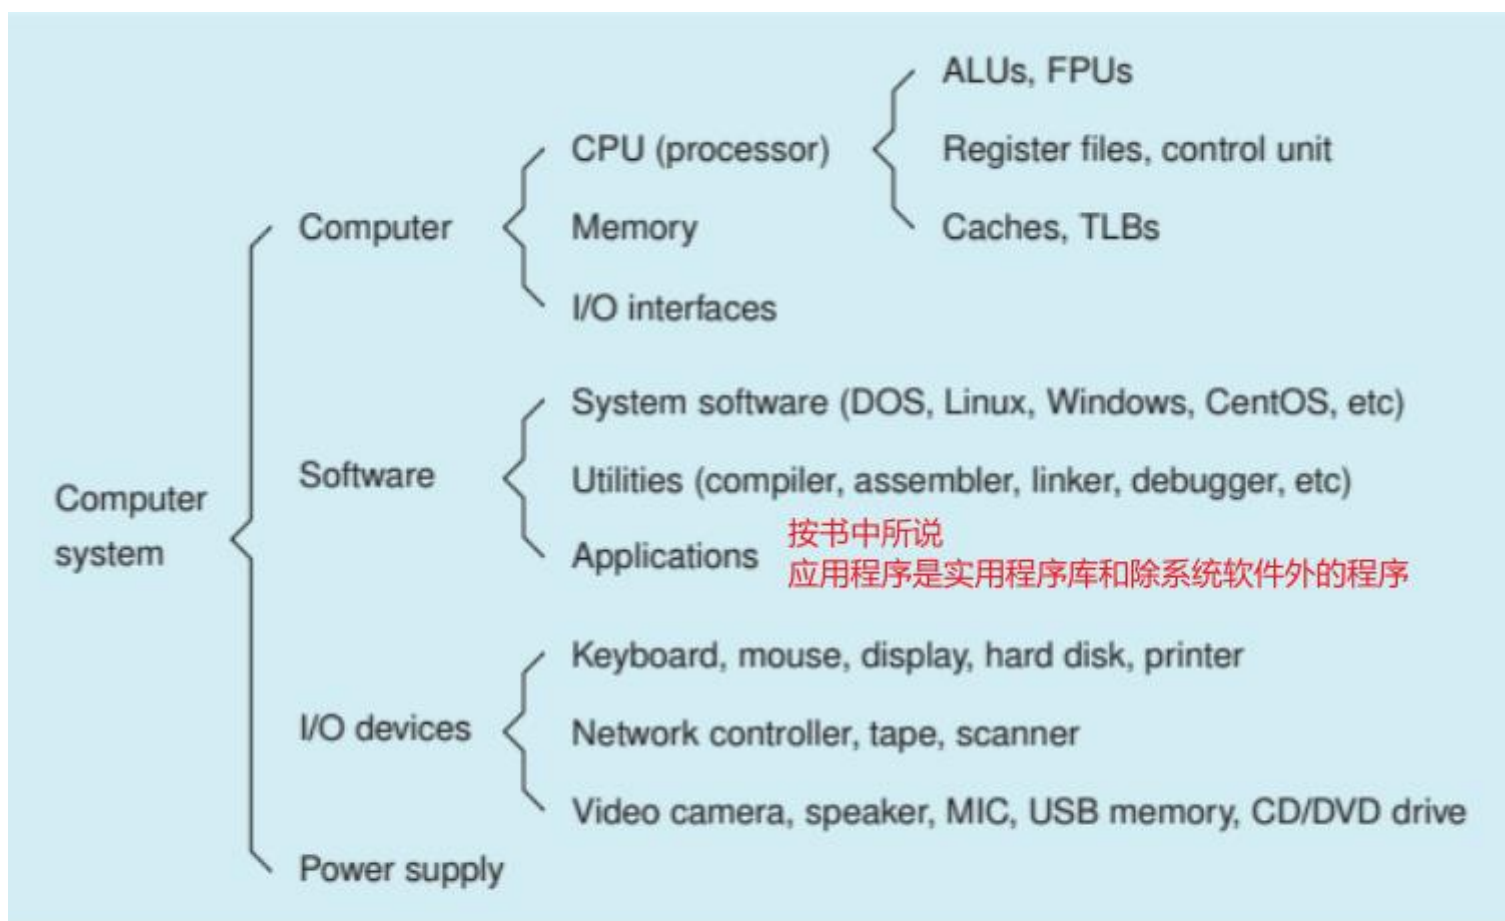 ALUs, FPUs
CPU (processor)
Register files, control unit
Computer
Memory
Caches, TLBs
I/O interfaces
System software (DOS, Linux, Windows, CentOS, etc)
Software
Utilities (compiler, assembler, linker, debugger, etc)
Computer
system
Applications
按书中所说
应用程序是实用程序库和除系统软件外的程序
Keyboard, mouse, display, hard disk, printer
I/O devices
Network controller, tape, scanner
Video camera, speaker, MIC, USB memory, CD/DVD drive
Power supply